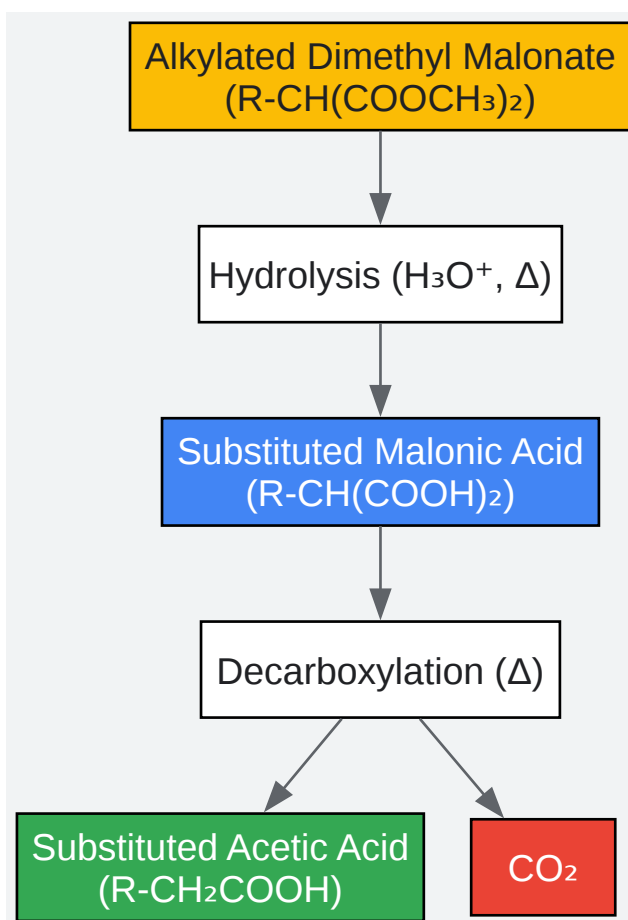 Alkylated Dimethyl Malonate
(R-CH(COOCH₃)₂)
Hydrolysis (H₃O⁺, Δ)
Substituted Malonic Acid
(R-CH(COOH)₂)
Decarboxylation (Δ)
Substituted Acetic Acid
(R-CH₂COOH)
CO₂